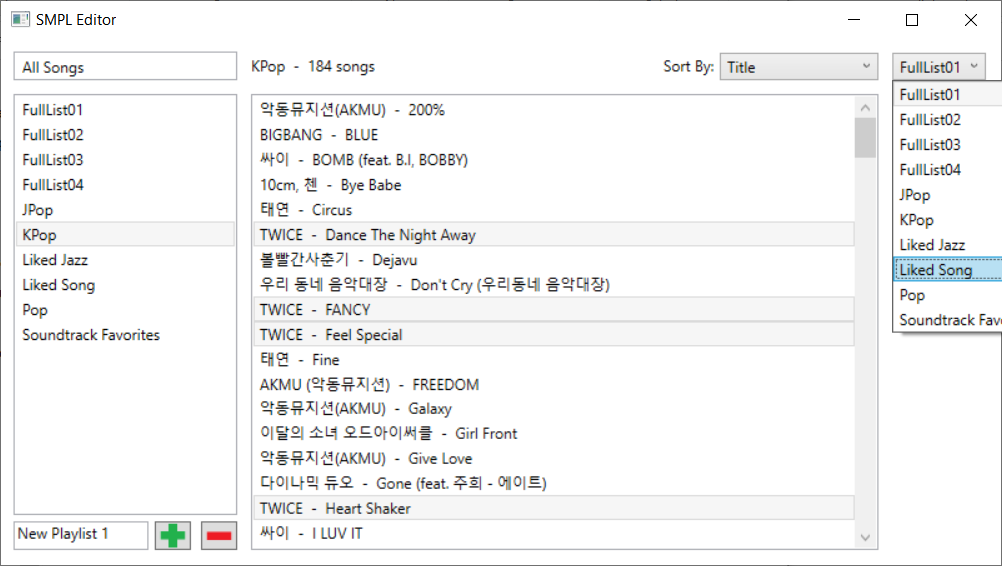 SMPL Editor
All Songs
KPop - 184 songs
Sort By:
Title
FullList01
FullList01
FullList02
FullList03
FullList04
JPop
KPop
Liked Jazz
Liked Song
Pop
Soundtrack Favorites
악동뮤지션(AKMU) - 200%
BIGBANG - BLUE
싸이 - BOMB (feat. B.I, BOBBY)
10cm, 첸 - Bye Babe
태연 - Circus
TWICE - Dance The Night Away
볼빨간사춘기 - Dejavu
우리 동네 음악대장 - Don't Cry (우리동네 음악대장)
TWICE - FANCY
TWICE - Feel Special
태연 - Fine
AKMU (악동뮤지션) - FREEDOM
악동뮤지션(AKMU) - Galaxy
이달의 소녀 오드아이써클 - Girl Front
악동뮤지션(AKMU) - Give Love
다이나믹 듀오 - Gone (feat. 주희 - 에이트)
TWICE - Heart Shaker
싸이 - I LUV IT
FullList01
FullList02
FullList03
FullList04
JPop
KPop
Liked Jazz
Liked Song
Pop
Soundtrack Favo
New Playlist 1